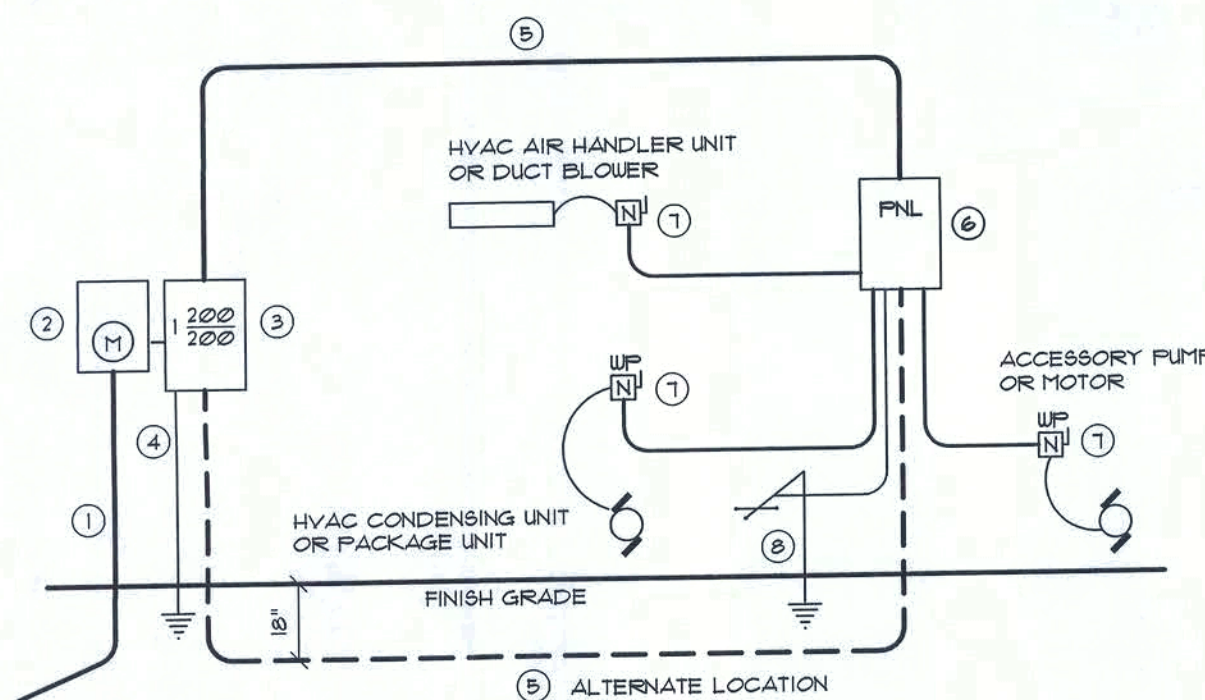 5
HVAC AIR HANDLER UNIT
OR DUCT BLOWER
N
7
PNL
6
2
M
1 200
200
3
WP
N
7
ACCESSORY PUMP
OR MOTOR
WP
N
7
4
1
HVAC CONDENSING UNIT
OR PACKAGE UNIT
8
FINISH GRADE
18"
5 ALTERNATE LOCATION